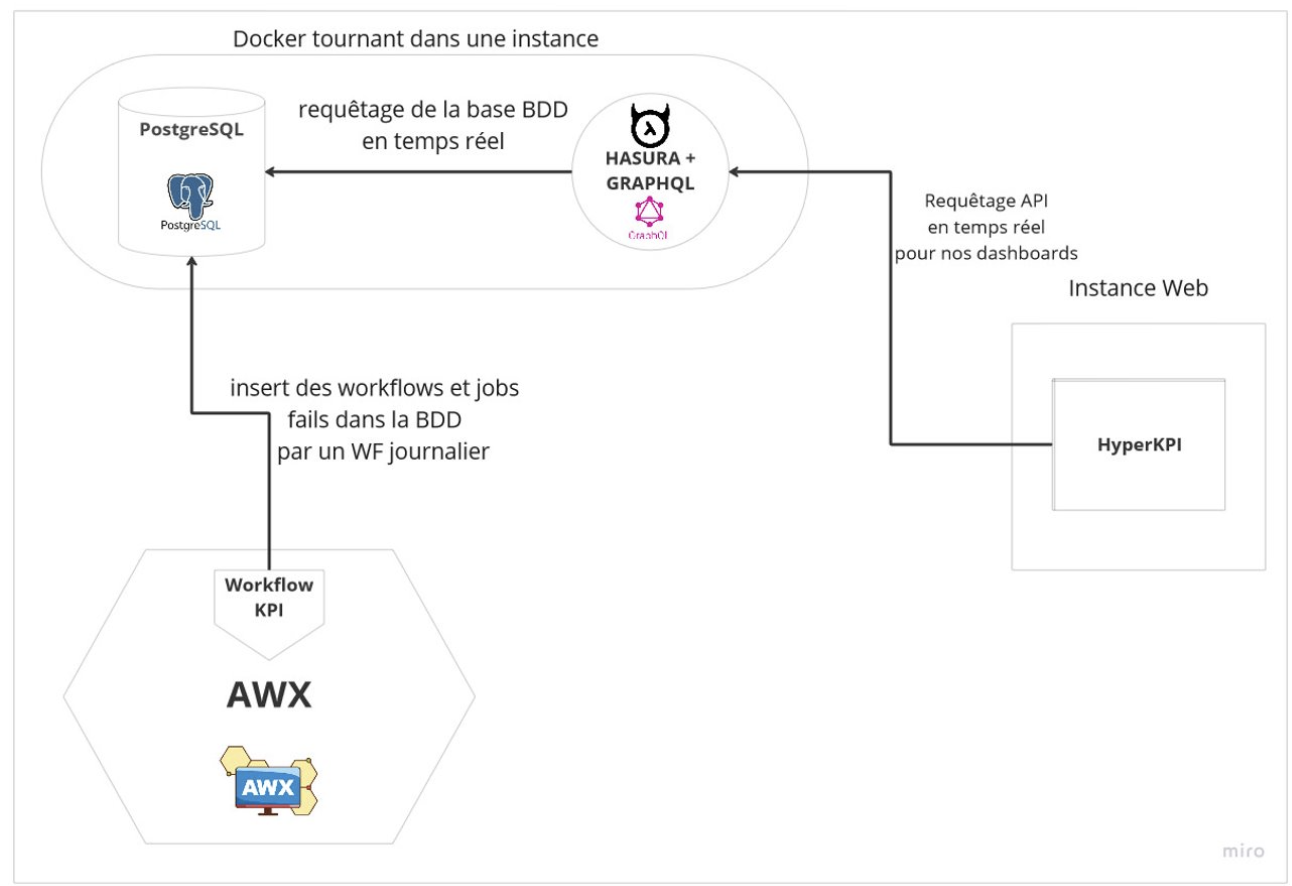 Docker tournant dans une instance
PostgreSQL
PostgreSQL
requêtage de la base BDD
en temps réel
HASURA +
GRAPHQL
GraphQL
Requêtage API
en temps réel
pour nos dashboards
Instance Web
HyperKPI
insert des workflows et jobs
fails dans la BDD
par un WF journalier
Workflow
KPI
AWX
AWX
miro